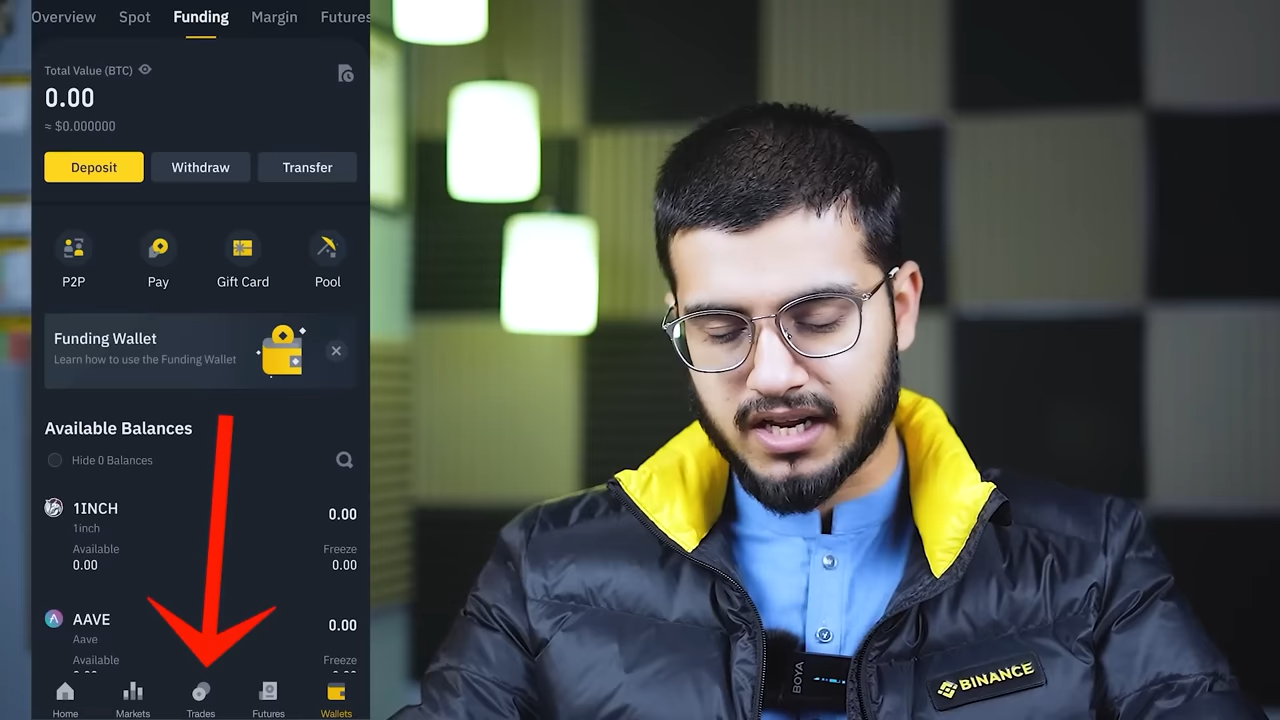 Overview Spot Funding Margin Futures
Total Value (BTC)
0.00
≈ $0.000000
Deposit Withdraw Transfer
P2P Pay Gift Card Pool
Funding Wallet
Learn how to use the Funding Wallet
Available Balances
Hide 0 Balances
1INCH 0.00
1inch
Available Freeze
0.00 0.00
AAVE 0.00
Aave
Available Freeze
Home Markets Trades Futures Wallets
BOYA
BINANCE